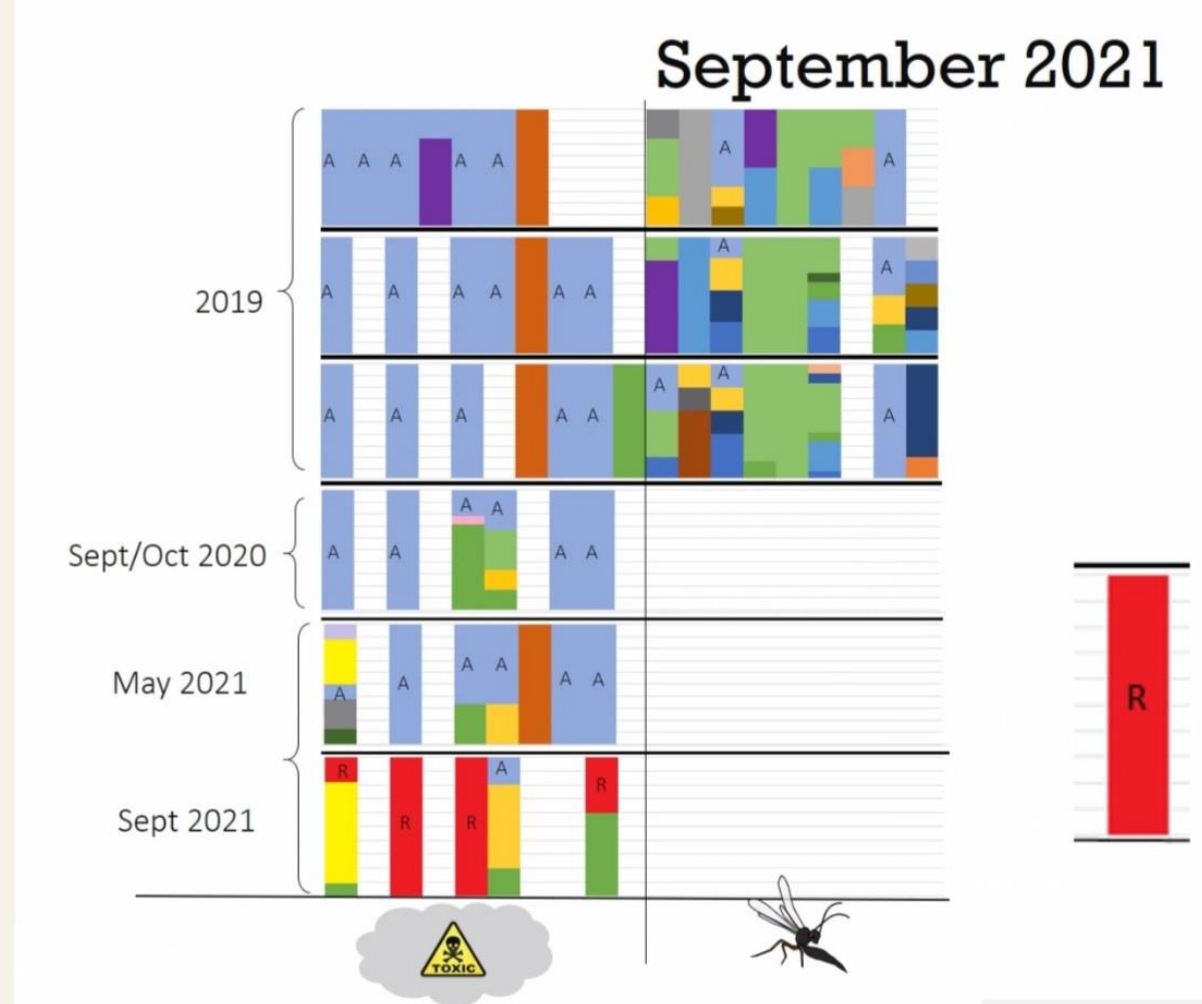 September 2021
A A A A A A A
2019
A A A A A A A A
A A A A A A A A
Sept/Oct 2020
A A A A A A
May 2021
A A A A A A
Sept 2021
R R R A R
R
TOXIC